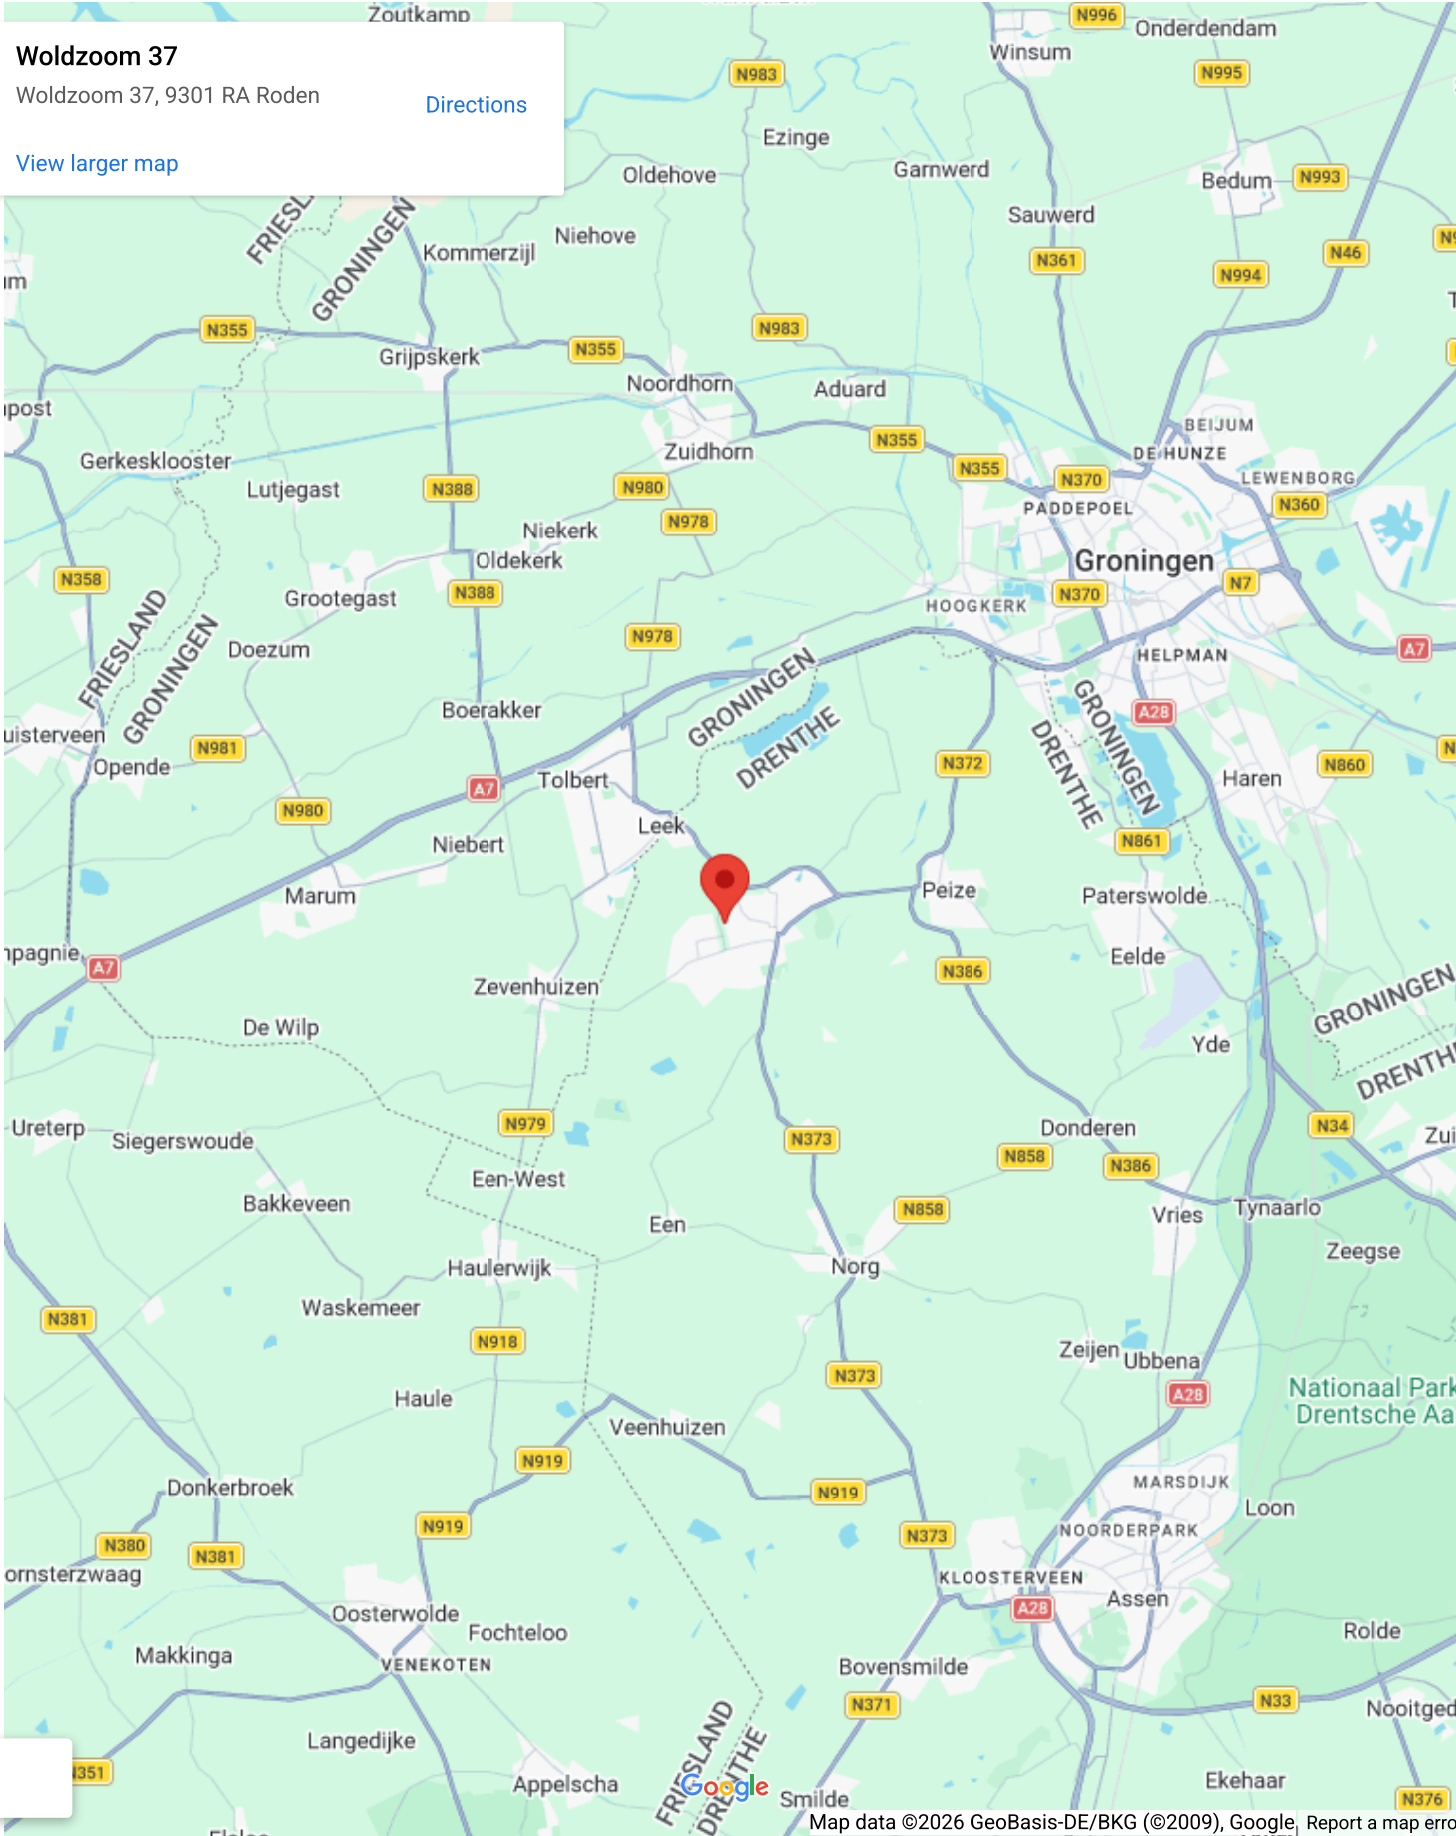 Zoutkamp
N996
Onderdendam
Winsum
Woldzoom 37
Woldzoom 37, 9301 RA Roden
Directions
View larger map
N983
N995
Ezinge
Oldehove
Garnwerd
Bedum
N993
Sauwerd
GRONINGEN
Niehove
Kommerzijl
N361
N46
N994
N355
N983
N355
Grijpskerk
Noordhorn
Aduard
BEIJUM
N355
Zuidhorn
DE HUNZE
Gerkesklooster
N355
LEWENBORG
N370
Lutjegast
N388
N980
N360
PADDEPOEL
N978
Niekerk
Oldekerk
Groningen
N358
N7
Grootegast
N388
N370
HOOGKERK
FRIESLAND
GRONINGEN
N978
Doezum
A7
HELPMAN
GRONINGEN
DRENTHE
Boerakker
A28
GRONINGEN
DRENTHE
N981
Opende
N372
N860
Tolbert
Haren
A7
N980
Leek
N861
Niebert
Peize
Marum
Paterswolde
Eelde
A7
N386
Zevenhuizen
GRONINGEN
De Wilp
Yde
Ureterp
Siegerswoude
N979
N373
Donderen
N34
N858
N386
Een-West
Bakkeveen
N858
Een
Vries
Tynaarlo
Zeegse
Haulerwijk
Norg
Waskemeer
N381
N918
Zeijen
Ubbena
N373
A28
Nationaal Park
Haule
Veenhuizen
N919
Donkerbroek
N919
MARSDIJK
Loon
N919
NOORDERPARK
N373
N380
N381
KLOOSTERVEEN
Assen
A28
Oosterwolde
Fochteloo
Rolde
Makkinga
VENEKOTEN
Bovensmilde
N371
N33
FRIESLAND
DRENTHE
Langedijke
Appelscha
Google
Smilde
Ekehaar
N376
Map data ©2026 GeoBasis-DE/BKG (©2009), Google
Report a map erro